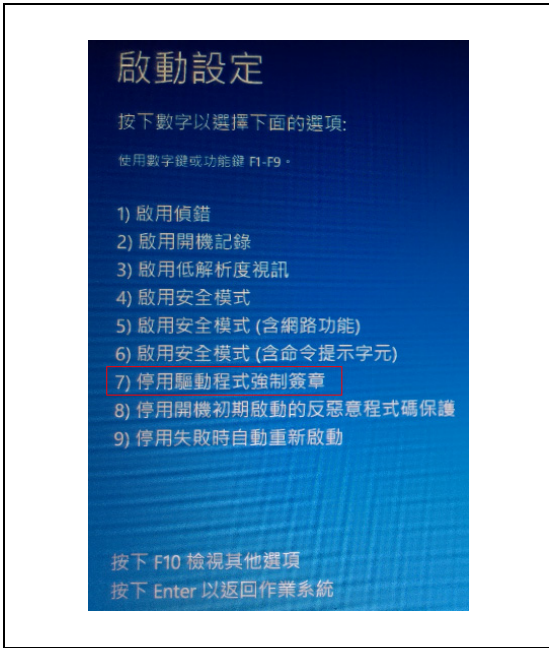 啟動設定
按下數字以選擇下面的選項:
使用數字鍵或功能鍵 F1-F9。
1) 啟用偵錯
2) 啟用開機記錄
3) 啟用低解析度視訊
4) 啟用安全模式
5) 啟用安全模式 (含網路功能)
6) 啟用安全模式 (含命令提示字元)
7) 停用驅動程式強制簽章
8) 停用開機初期啟動的反惡意程式碼保護
9) 停用失敗時自動重新啟動
按下 F10 檢視其他選項
按下 Enter 以返回作業系統